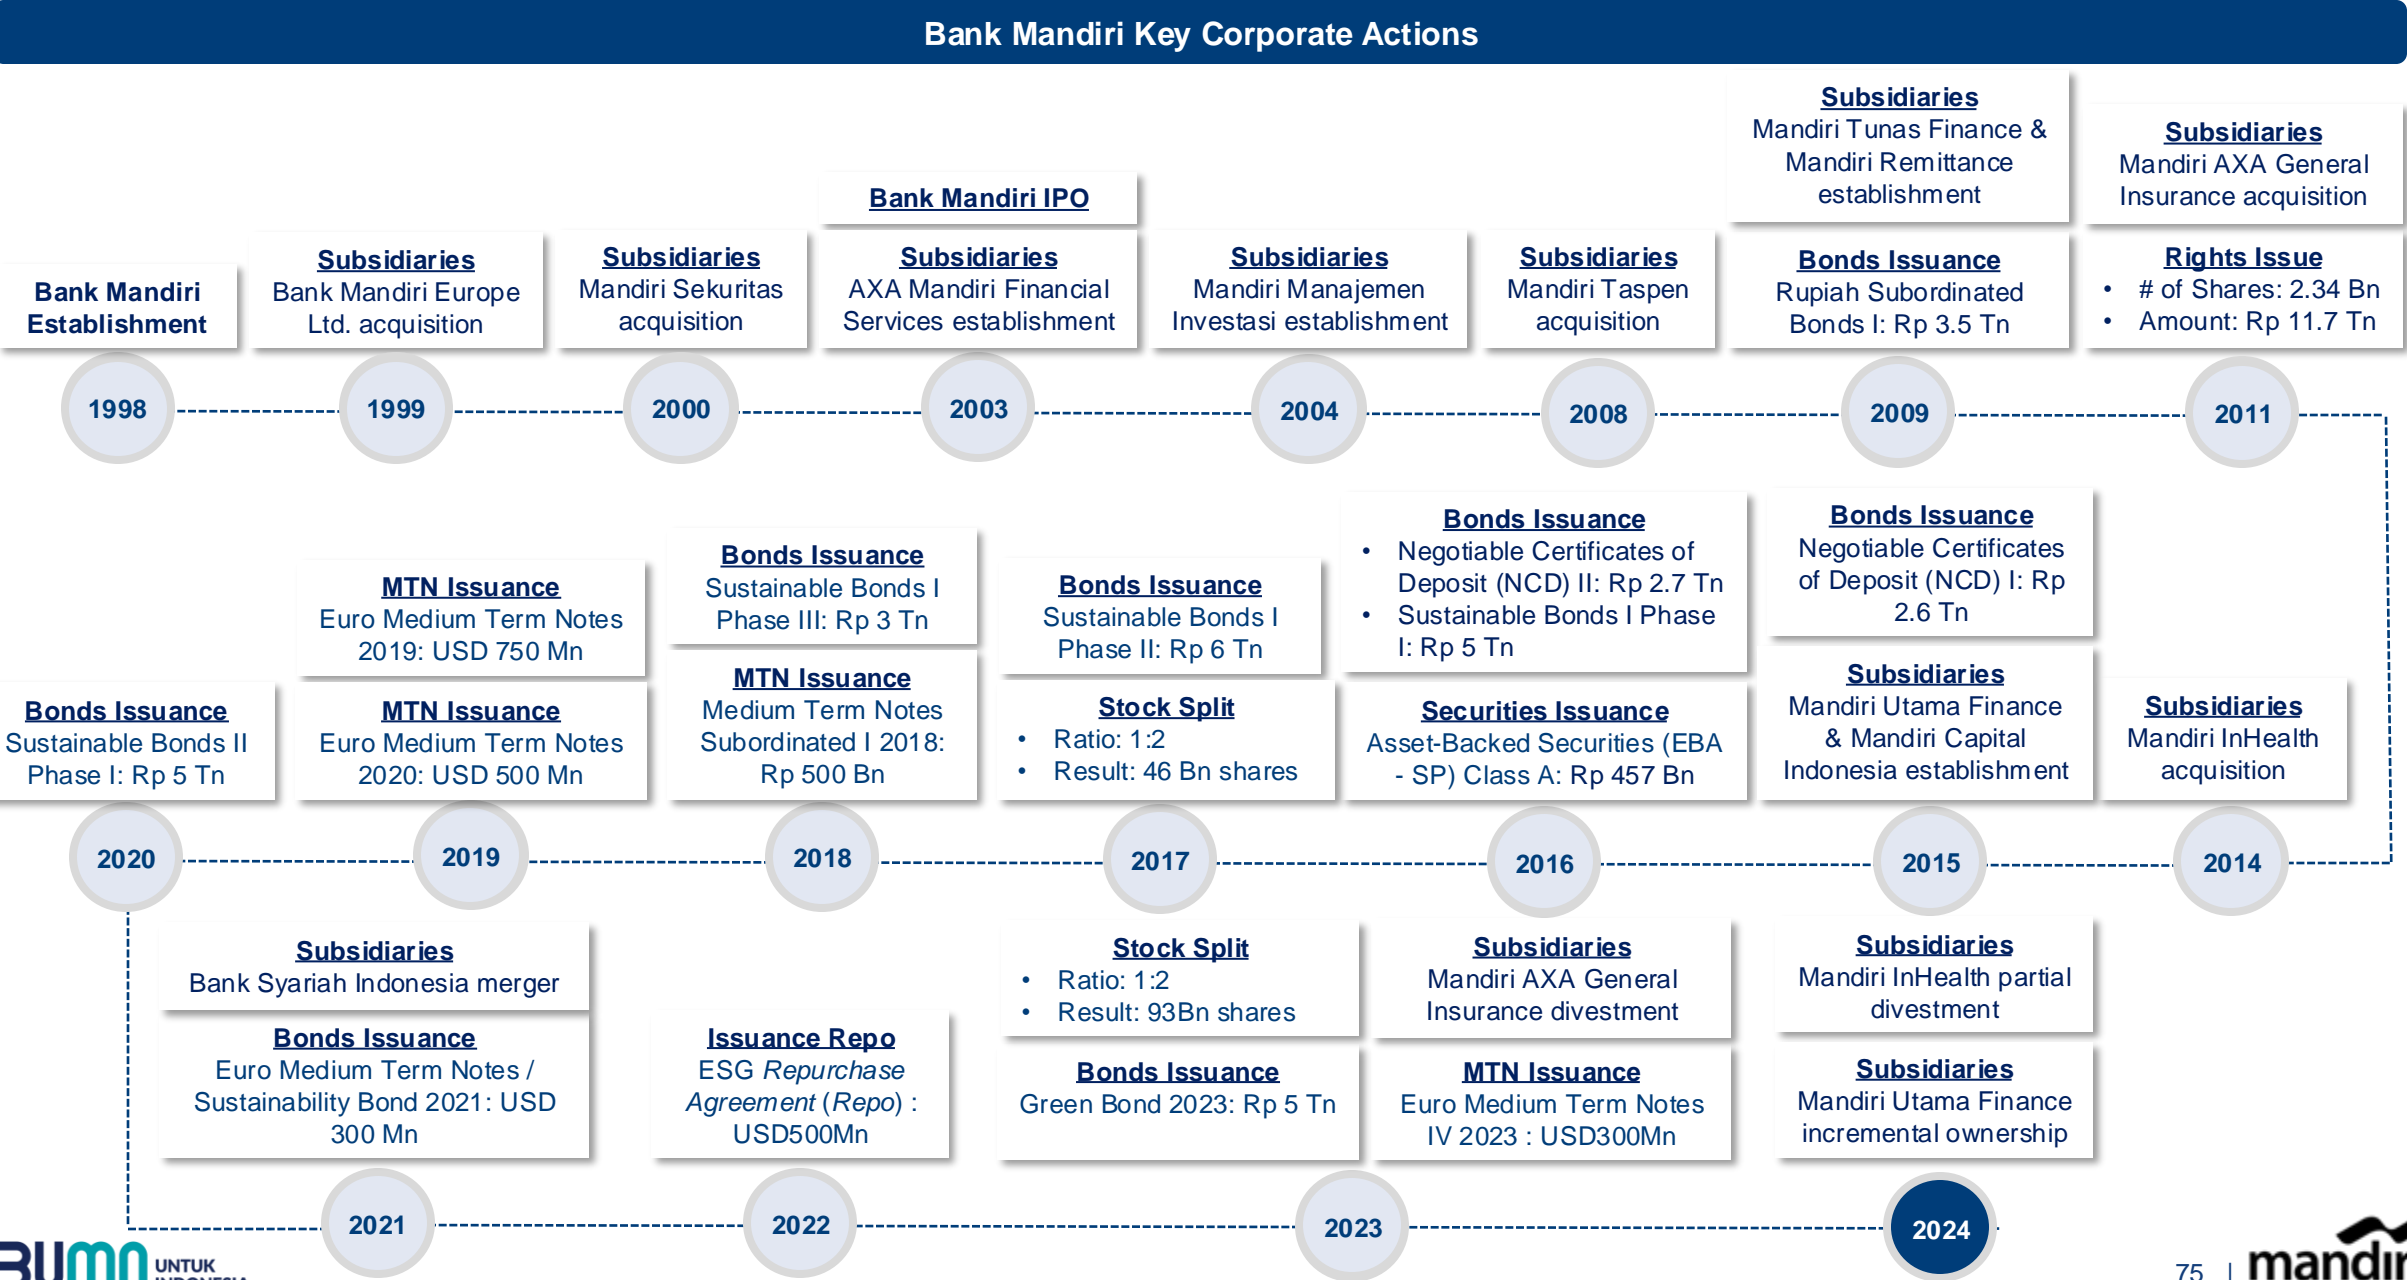 Bank Mandiri Key Corporate Actions
Bank Mandiri
Establishment
1998
Subsidiaries
Bank Mandiri Europe
Ltd. acquisition
1999
Subsidiaries
Mandiri Sekuritas
acquisition
2000
Bank Mandiri IPO
Subsidiaries
AXA Mandiri Financial
Services establishment
2003
Subsidiaries
Mandiri Manajemen
Investasi establishment
2004
Subsidiaries
Mandiri Taspen
acquisition
2008
Subsidiaries
Mandiri Tunas Finance &
Mandiri Remittance
establishment
Bonds Issuance
Rupiah Subordinated
Bonds I: Rp 3.5 Tn
2009
Subsidiaries
Mandiri AXA General
Insurance acquisition
Rights Issue
• # of Shares: 2.34 Bn
• Amount: Rp 11.7 Tn
2011
Bonds Issuance
Sustainable Bonds II
Phase I: Rp 5 Tn
2020
MTN Issuance
Euro Medium Term Notes
2019: USD 750 Mn
MTN Issuance
Euro Medium Term Notes
2020: USD 500 Mn
2019
Bonds Issuance
Sustainable Bonds I
Phase III: Rp 3 Tn
MTN Issuance
Medium Term Notes
Subordinated I 2018:
Rp 500 Bn
2018
Bonds Issuance
Sustainable Bonds I
Phase II: Rp 6 Tn
Stock Split
• Ratio: 1:2
• Result: 46 Bn shares
2017
Bonds Issuance
• Negotiable Certificates of
Deposit (NCD) II: Rp 2.7 Tn
• Sustainable Bonds I Phase
I: Rp 5 Tn
Securities Issuance
Asset-Backed Securities (EBA
- SP) Class A: Rp 457 Bn
2016
Bonds Issuance
Negotiable Certificates
of Deposit (NCD) I: Rp
2.6 Tn
Subsidiaries
Mandiri Utama Finance
& Mandiri Capital
Indonesia establishment
2015
Subsidiaries
Mandiri InHealth
acquisition
2014
Subsidiaries
Bank Syariah Indonesia merger
Bonds Issuance
Euro Medium Term Notes /
Sustainability Bond 2021: USD
300 Mn
2021
Issuance Repo
ESG Repurchase
Agreement (Repo) :
USD500Mn
2022
Stock Split
• Ratio: 1:2
• Result: 93Bn shares
Bonds Issuance
Green Bond 2023: Rp 5 Tn
Subsidiaries
Mandiri AXA General
Insurance divestment
MTN Issuance
Euro Medium Term Notes
IV 2023 : USD300Mn
2023
Subsidiaries
Mandiri InHealth partial
divestment
Subsidiaries
Mandiri Utama Finance
incremental ownership
2024
BUMN
UNTUK
INDONESIA
75 |
mandiri